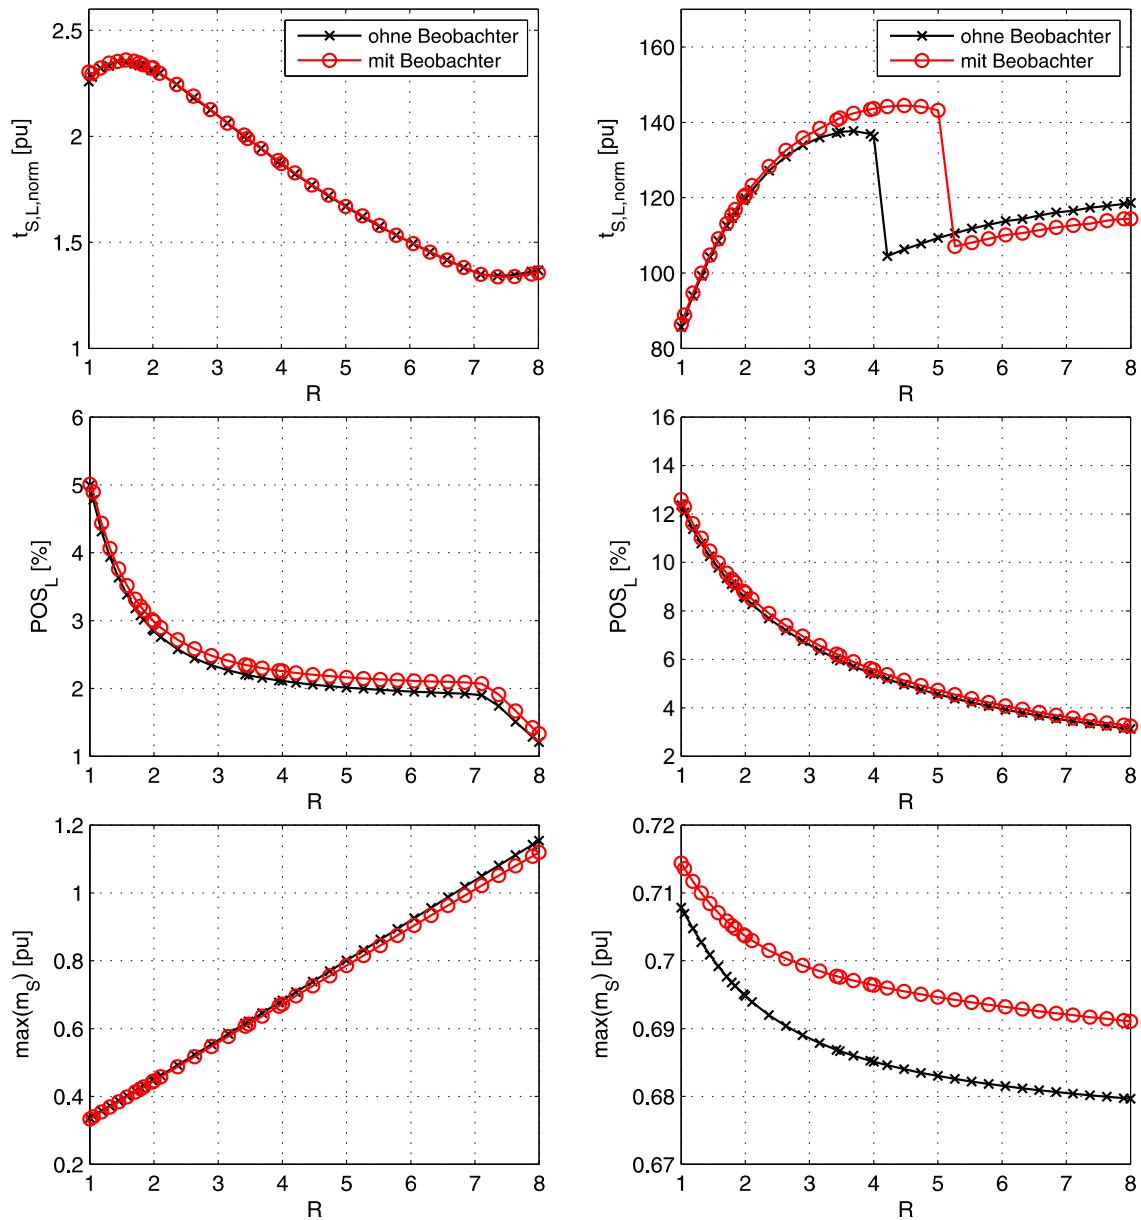 2.5
2
1.5
1
t_S,L,norm [pu]
ohne Beobachter
mit Beobachter
1 2 3 4 5 6 7 8
R
160
140
120
100
80
t_S,L,norm [pu]
ohne Beobachter
mit Beobachter
1 2 3 4 5 6 7 8
R
6
5
4
3
2
1
POS_L [%]
1 2 3 4 5 6 7 8
R
16
14
12
10
8
6
4
2
POS_L [%]
1 2 3 4 5 6 7 8
R
1.2
1
0.8
0.6
0.4
0.2
max(m_S) [pu]
1 2 3 4 5 6 7 8
R
0.72
0.71
0.7
0.69
0.68
0.67
max(m_S) [pu]
1 2 3 4 5 6 7 8
R